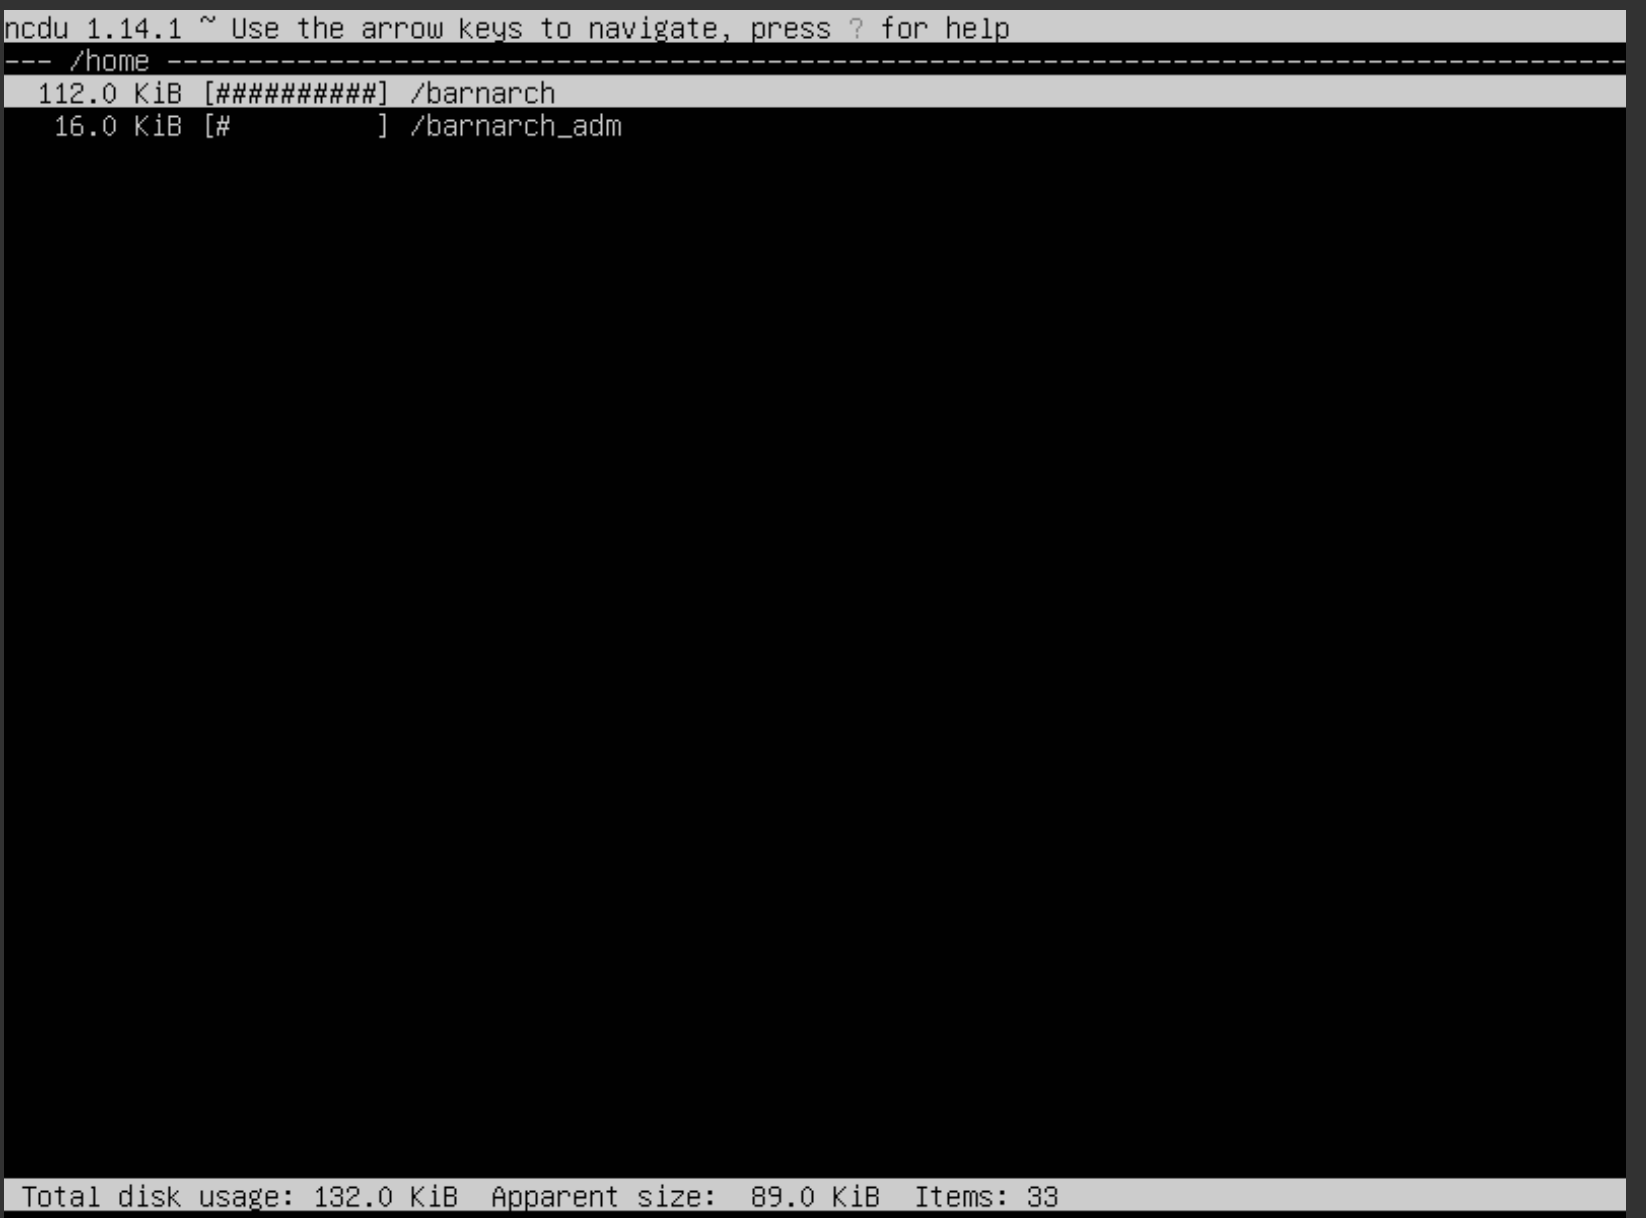 ncdu 1.14.1 ~ Use the arrow keys to navigate, press ? for help
--- /home ------------------------------------------------------------------------------------------
  112.0 KiB [##########] /barnarch
   16.0 KiB [#         ] /barnarch_adm
 Total disk usage: 132.0 KiB  Apparent size:  89.0 KiB  Items: 33